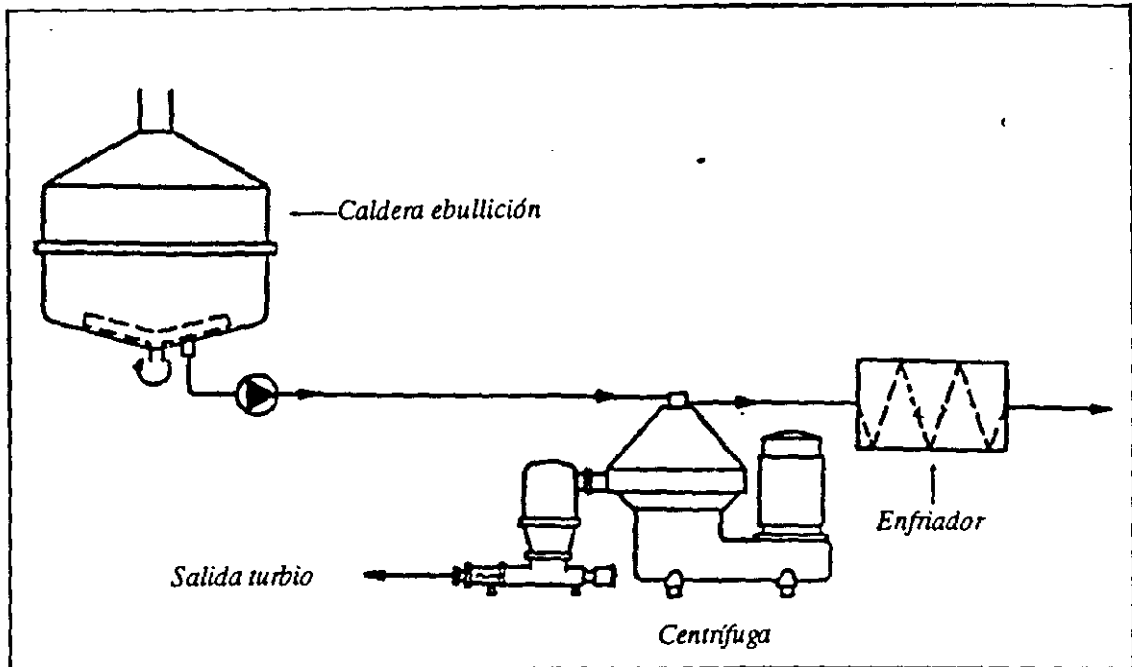 Caldera ebullición
Enfriador
Salida turbio
Centrífuga